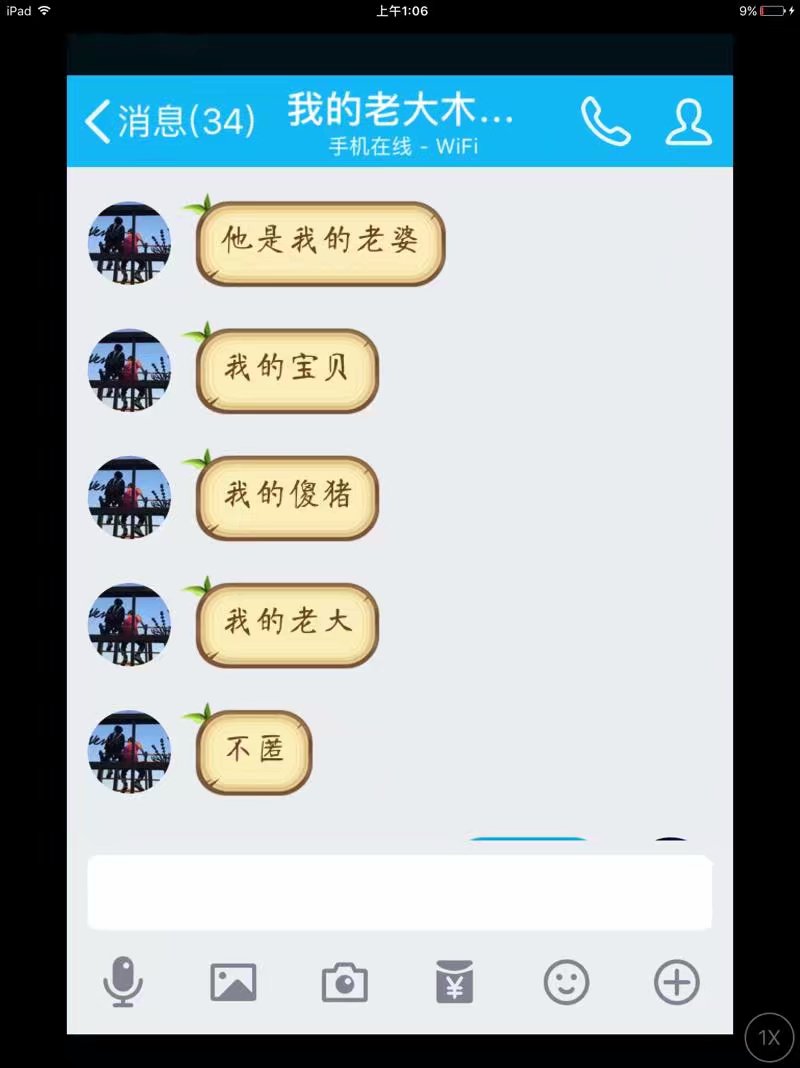 iPad 上午1:06 9%
消息(34) 我的老大木...
手机在线 - WiFi
他是我的老婆
我的宝贝
我的傻猪
我的老大
不匿
1X